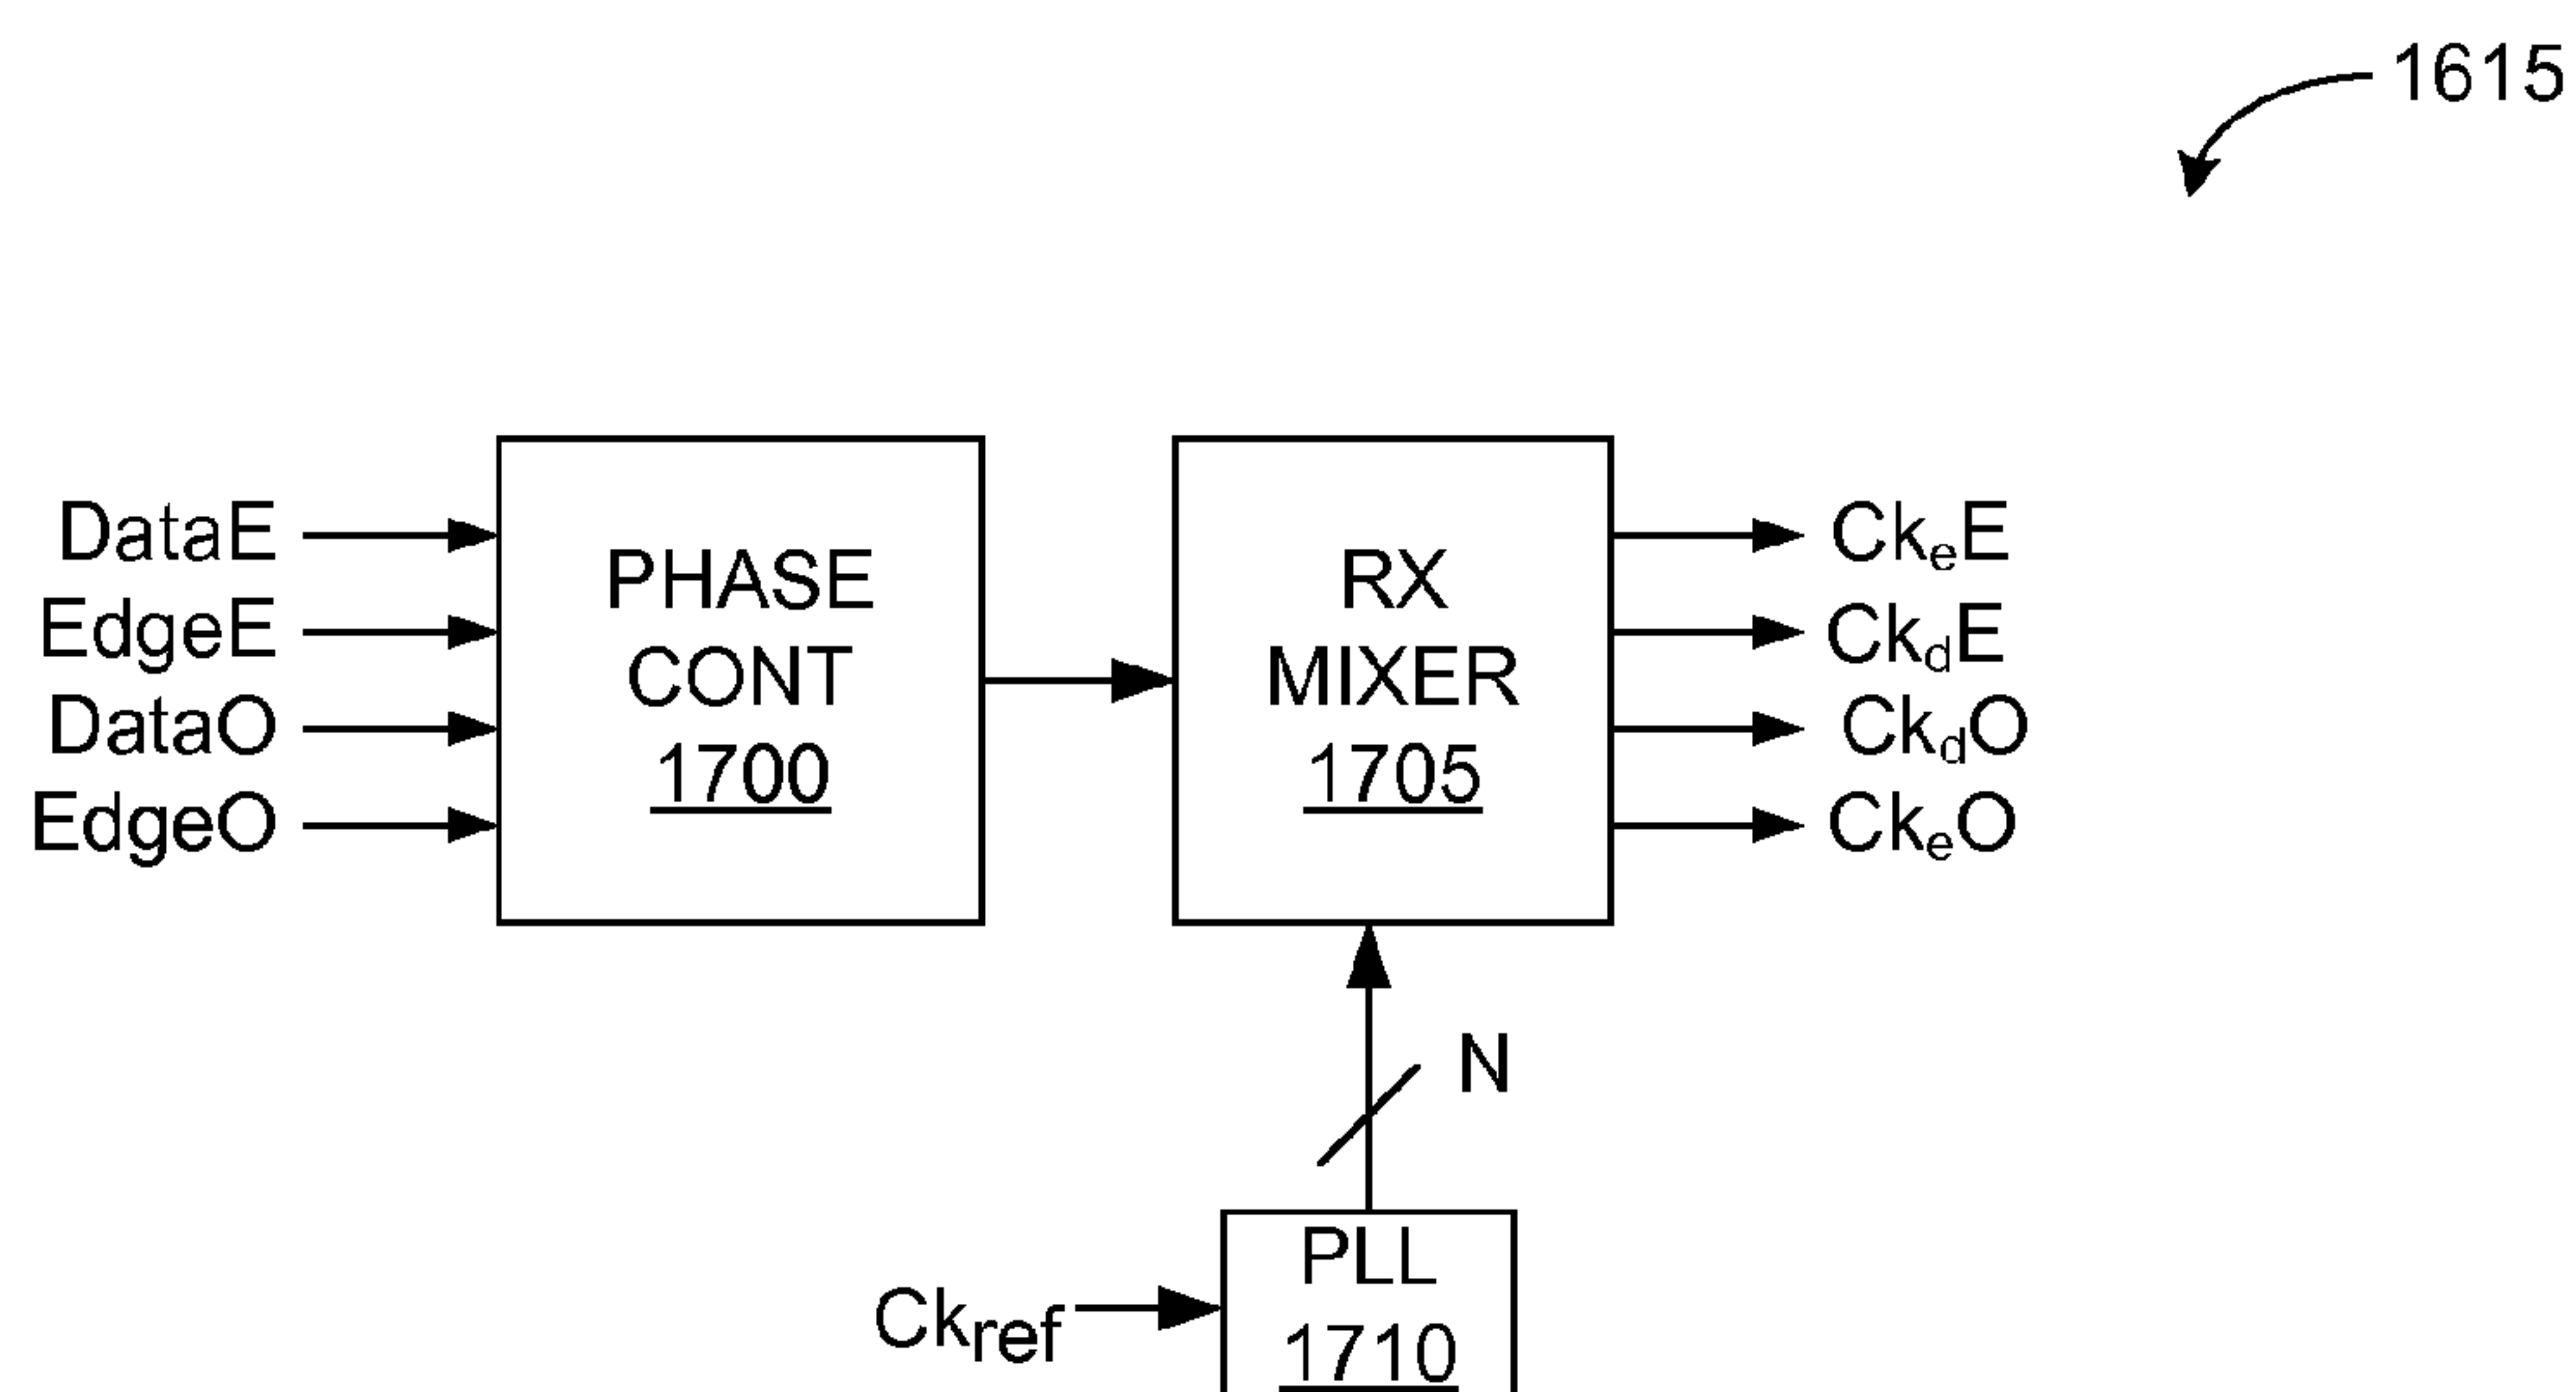 1615
DataE
EdgeE
DataO
EdgeO
PHASE
CONT
1700
RX
MIXER
1705
CkeE
CkdE
CkdO
CkeO
N
Ckref
PLL
1710